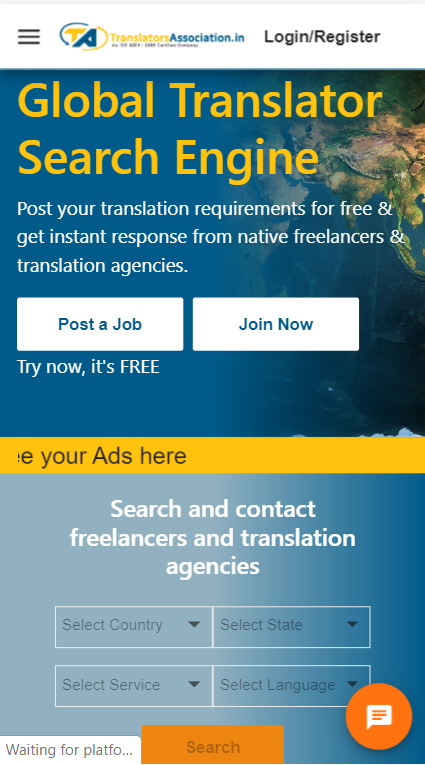 TranslatorsAssociation.in
Login/Register
An ISO 9001 : 2008 Certified Company
Global Translator
Search Engine
Post your translation requirements for free &
get instant response from native freelancers &
translation agencies.
Post a Job
Join Now
Try now, it's FREE
your Ads here
Search and contact
freelancers and translation
agencies
Select Country
Select State
Select Service
Select Language
Search
Waiting for platfo...